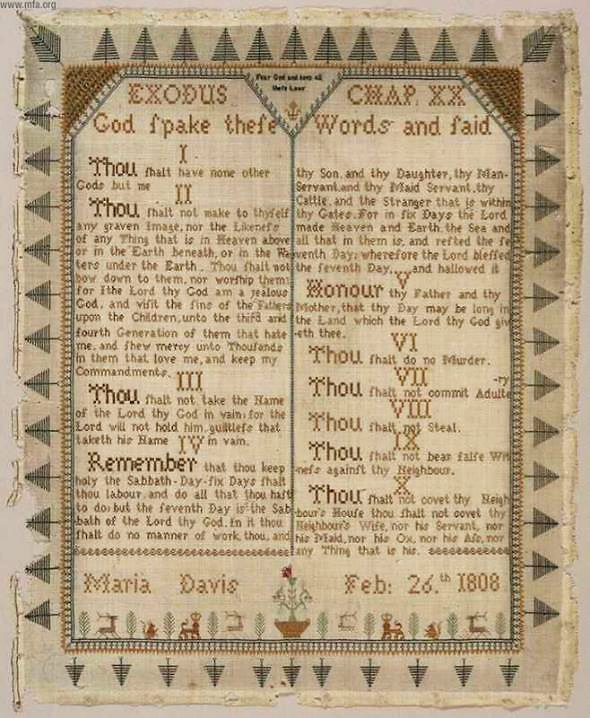 www.mfa.org
Fear God and keep all
thefe Laws
EXODUS
CHAP. XX
God fpake thefe Words and faid
I
Thou fhalt have none other
Gods but me
II
Thou fhalt not make to thyfelf
any graven Image, nor the Likenefs
of any Thing that is in Heaven above
or in the Earth beneath, or in the Wa
ters under the Earth. Thou fhalt not
bow down to them, nor worfhip them:
for I the Lord thy God am a jealous
God, and vifit the fins of the Fathers
upon the Children, unto the third and
fourth Generation of them that hate
me, and fhew mercy unto Thoufands
in them that love me, and keep my
Commandments.
III
Thou fhalt not take the Name
of the Lord thy God in vain: for the
Lord will not hold him guiltlefs that
taketh his Name in vain.
IV
Remember that thou keep
holy the Sabbath-Day-fix Days fhalt
thou labour, and do all that thou haft
to do; but the feventh Day is the Sab
bath of the Lord thy God. In it thou
fhalt do no manner of work, thou, and
thy Son, and thy Daughter, thy Man-
Servant, and thy Maid Servant, thy
Cattle, and the Stranger that is within
thy Gates. For in fix Days the Lord
made Heaven and Earth, the Sea and
all that in them is, and refted the fe
venth Day; wherefore the Lord bleffed
the feventh Day, and hallowed it
V
Honour thy Father and thy
Mother, that thy Day may be long in
the Land which the Lord thy God giv
eth thee.
VI
Thou fhalt do no Murder.
VII
Thou fhalt not commit Adulte
ry
VIII
Thou fhalt not Steal.
IX
Thou fhalt not bear falfe Wit
nefs againft thy Neighbour.
X
Thou fhalt not covet thy Neigh
bour's Houfe thou fhalt not covet thy
Neighbour's Wife, nor his Servant, nor
his Maid, nor his Ox, nor his Afs, nor
any Thing that is his.
Maria Davis
Feb: 26.th 1808